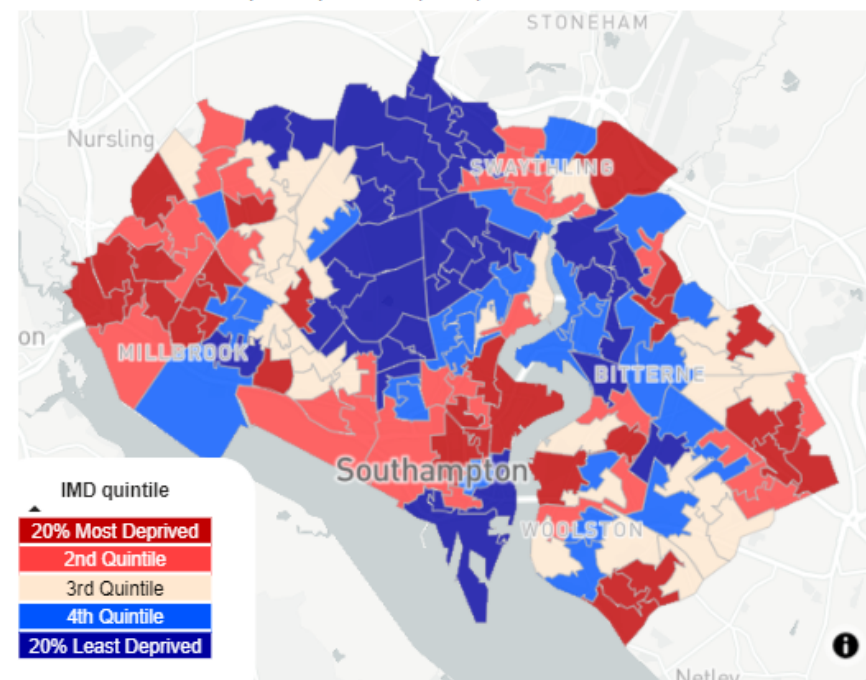 STONEHAM
Nursling
SWAYTHLING
on
MILLBROOK
BITTERNE
Southampton
WOOLSTON
IMD quintile
20% Most Deprived
2nd Quintile
3rd Quintile
4th Quintile
20% Least Deprived
i
Netley